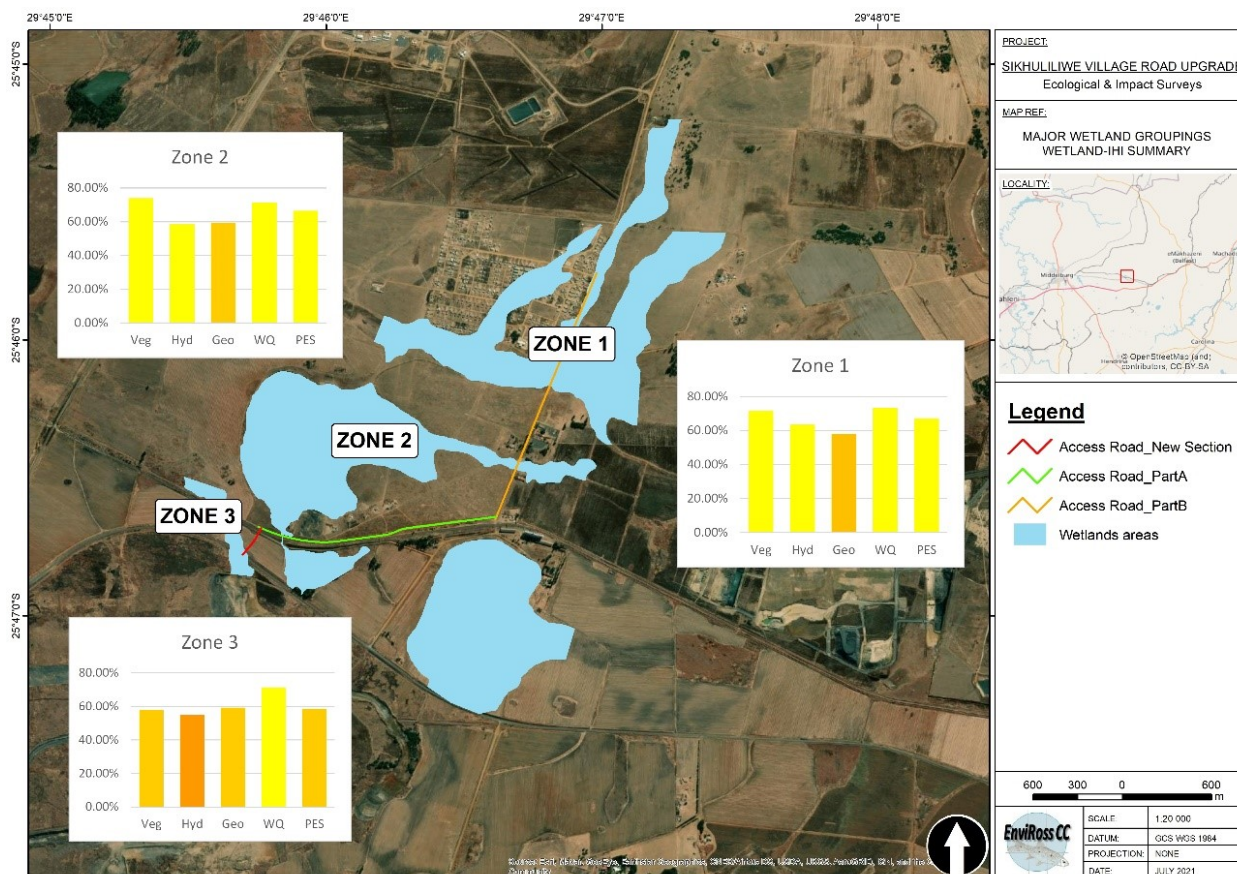 29°45'0"E
29°46'0"E
29°47'0"E
29°48'0"E
25°45'0"S
25°46'0"S
25°47'0"S
Zone 2
80.00%
60.00%
40.00%
20.00%
0.00%
Veg Hyd Geo WQ PES
ZONE 1
ZONE 2
ZONE 3
Zone 1
80.00%
60.00%
40.00%
20.00%
0.00%
Veg Hyd Geo WQ PES
Zone 3
80.00%
60.00%
40.00%
20.00%
0.00%
Veg Hyd Geo WQ PES
PROJECT:
SIKHULILIWE VILLAGE ROAD UPGRADE
Ecological & Impact Surveys
MAP REF:
MAJOR WETLAND GROUPINGS
WETLAND-IHI SUMMARY
LOCALITY:
eMakhazeni
(Belfast)
Middelburg
Carolina
© OpenStreetMap (and)
contributors, CC-BY-SA
Legend
Access Road_New Section
Access Road_PartA
Access Road_PartB
Wetlands areas
600 300 0 600
m
EnviRoss CC
SCALE: 1:20 000
DATUM: GCS WGS 1984
PROJECTION: NONE
DATE: JULY 2021